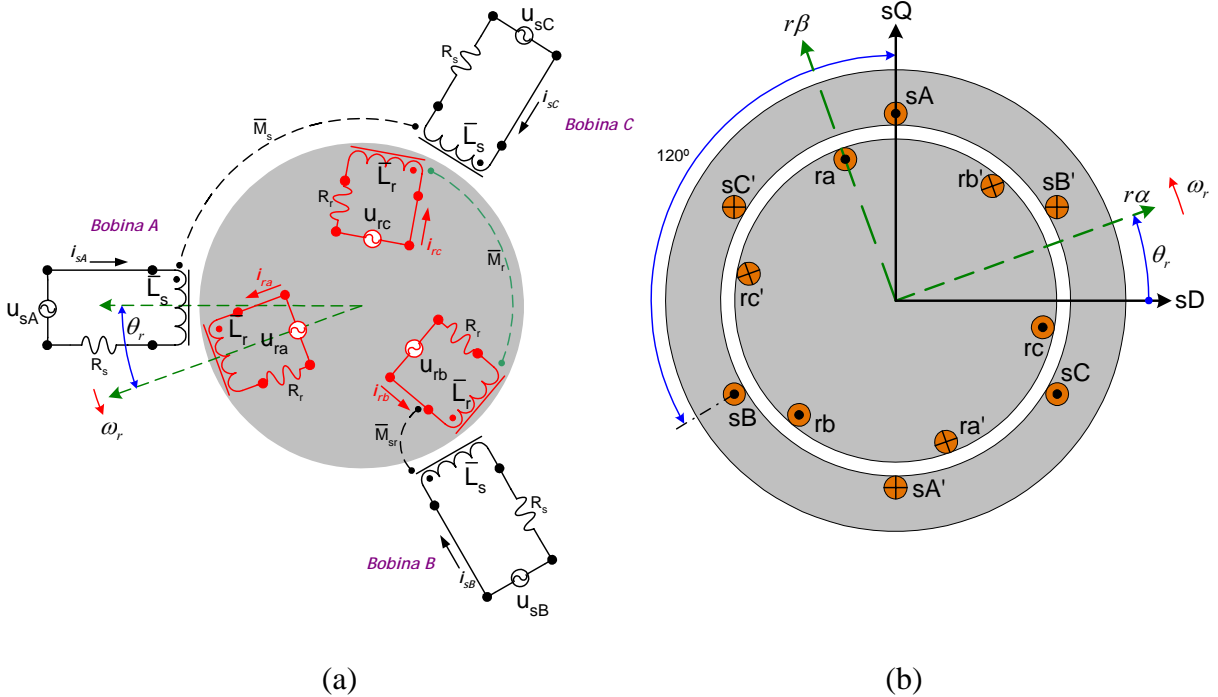 u_sC
R_s
i_sC
L̅_s
Bobina C
M̅_s
L̅_r
R_r
u_rc
i_rc
M̅_r
Bobina A
i_sA
L̅_s
u_sA
R_s
θ_r
ω_r
i_ra
L̅_r
u_ra
R_r
R_r
u_rb
L̅_r
i_rb
M̅_sr
L̅_s
R_s
Bobina B
i_sB
u_sB
(a)
sQ
rβ
sA
120º
ra
rb'
sC'
sB'
rα
ω_r
θ_r
rc'
sD
rc
sC
sB
rb
ra'
sA'
(b)